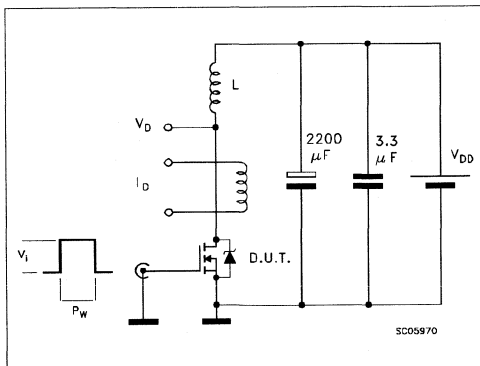 L
V_D
2200
μF
3.3
μF
V_DD
I_D
V_i
D.U.T.
P_W
SC05970